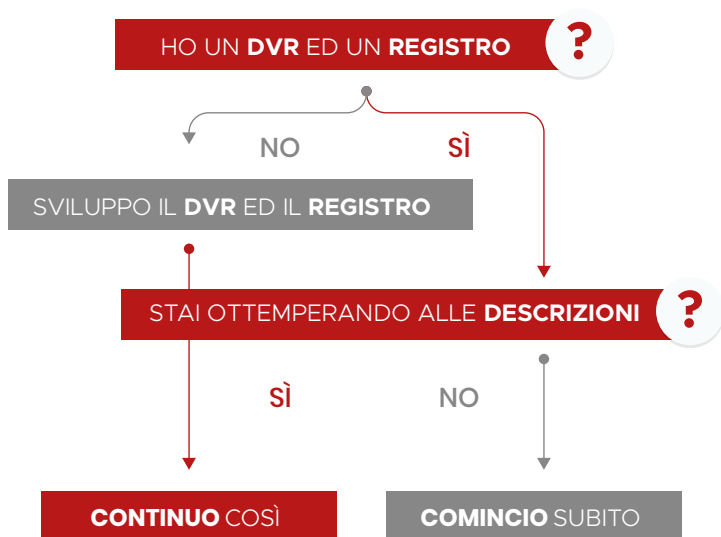 HO UN DVR ED UN REGISTRO ?
NO SÌ
SVILUPPO IL DVR ED IL REGISTRO
STAI OTTEMPERANDO ALLE DESCRIZIONI ?
SÌ NO
CONTINUO COSÌ
COMINCIO SUBITO